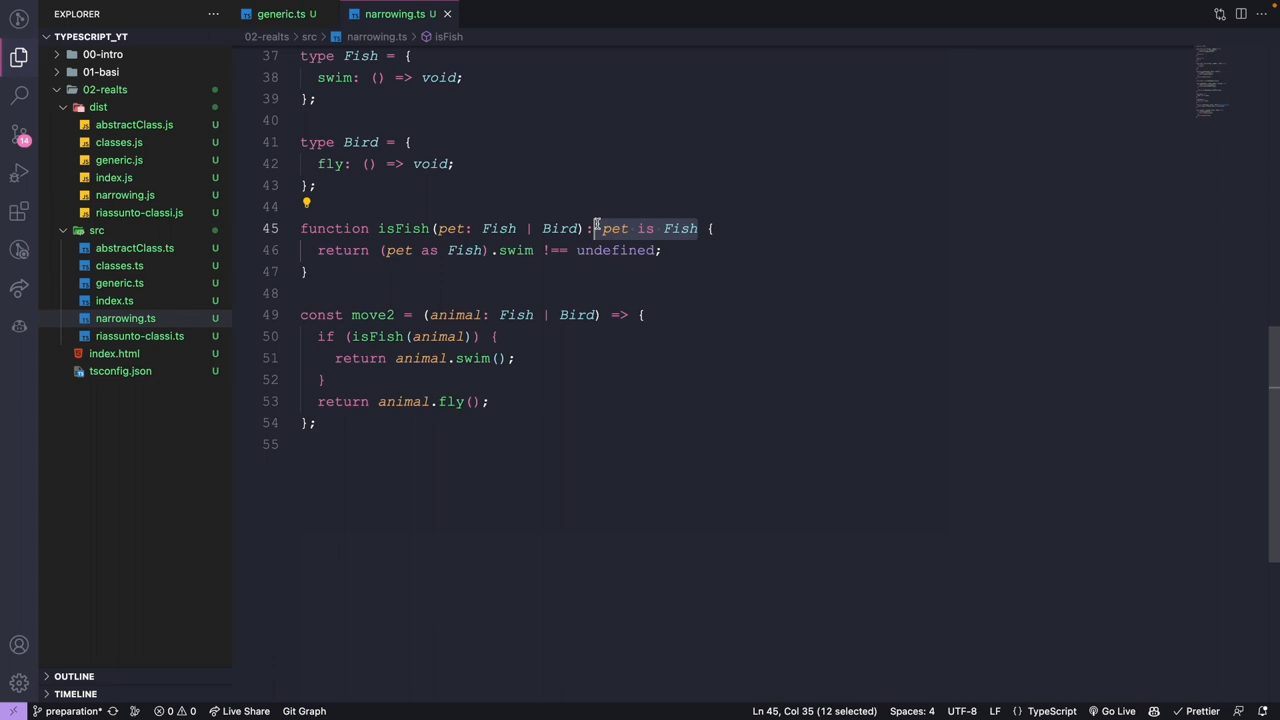 EXPLORER
···
TYPESCRIPT_YT
00-intro
01-basi
02-realts
dist
abstractClass.js U
classes.js U
generic.js U
index.js U
narrowing.js U
riassunto-classi.js U
src
abstractClass.ts U
classes.ts U
generic.ts U
index.ts U
narrowing.ts U
riassunto-classi.ts U
index.html U
tsconfig.json U
OUTLINE
TIMELINE
14
TS generic.ts U
TS narrowing.ts U
02-realts > src > TS narrowing.ts > isFish
37 type Fish = {
38 swim: () => void;
39 };
40
41 type Bird = {
42 fly: () => void;
43 };
44
45 function isFish(pet: Fish | Bird): pet is Fish {
46 return (pet as Fish).swim !== undefined;
47 }
48
49 const move2 = (animal: Fish | Bird) => {
50 if (isFish(animal)) {
51 return animal.swim();
52 }
53 return animal.fly();
54 };
55
preparation* 0 0 Live Share Git Graph Ln 45, Col 35 (12 selected) Spaces: 4 UTF-8 LF {} TypeScript Go Live Prettier